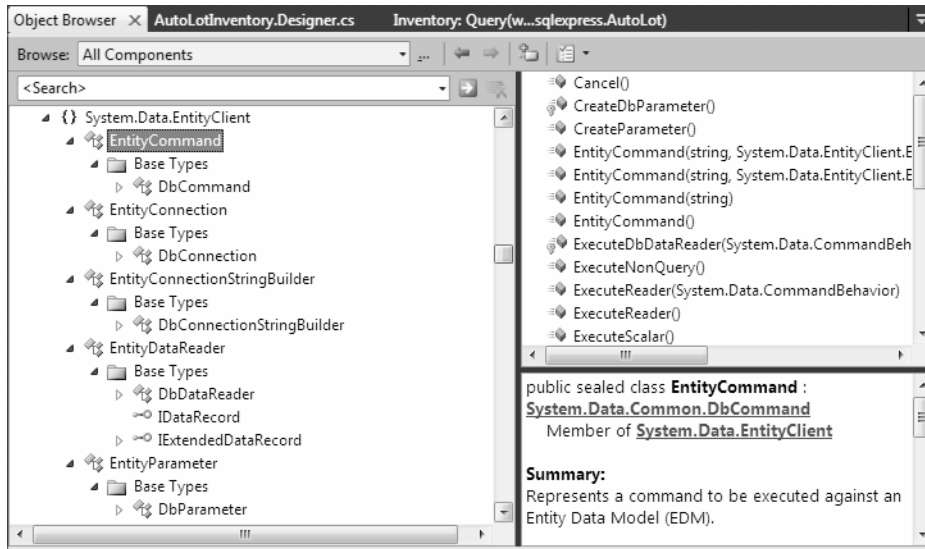 Object Browser AutoLotInventory.Designer.cs Inventory: Query(w...sqlexpress.AutoLot)
Browse: All Components ...
<Search>
{} System.Data.EntityClient
EntityCommand
Base Types
DbCommand
EntityConnection
Base Types
DbConnection
EntityConnectionStringBuilder
Base Types
DbConnectionStringBuilder
EntityDataReader
Base Types
DbDataReader
IDataRecord
IExtendedDataRecord
EntityParameter
Base Types
DbParameter
Cancel()
CreateDbParameter()
CreateParameter()
EntityCommand(string, System.Data.EntityClient.E
EntityCommand(string, System.Data.EntityClient.E
EntityCommand(string)
EntityCommand()
ExecuteDbDataReader(System.Data.CommandBeh
ExecuteNonQuery()
ExecuteReader(System.Data.CommandBehavior)
ExecuteReader()
ExecuteScalar()
public sealed class EntityCommand :
System.Data.Common.DbCommand
Member of System.Data.EntityClient
Summary:
Represents a command to be executed against an
Entity Data Model (EDM).